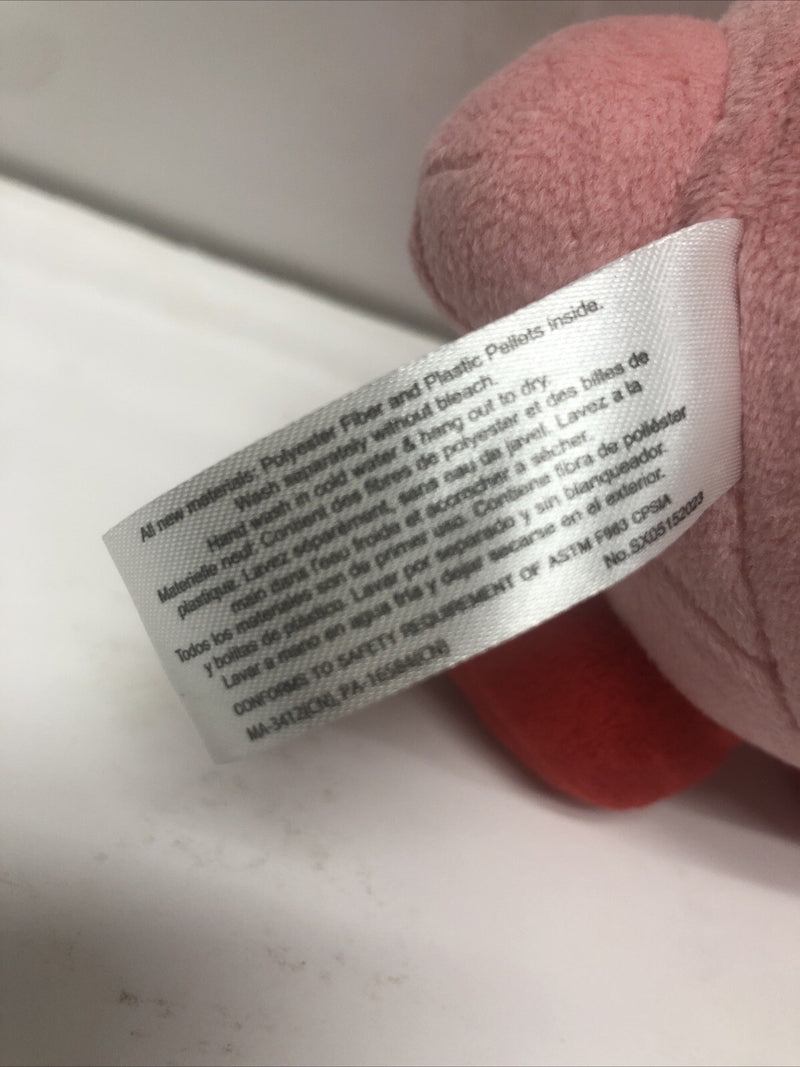 All new materials: Polyester Fiber and Plastic Pellets inside.
Wash separately without bleach.
Hand wash in cold water & hang out to dry.
Materielle neuf. Contient des fibres de polyester et des billes de
plastique. Lavez séparément, sans eau de javel. Lavez a la
main dans l'eau froide et accrocher a sécher.
Todos los materiales son de primer uso. Contiene fibra de poliéster
y bolitas de plástico. Lavar por separado y sin blanqueador.
Lavar a mano en agua fría y dejar secarse en el exterior.
CONFORMS TO SAFETY REQUIREMENT OF ASTM F963 CPSIA
MA-3412(CN), PA-16588(CN) No.SXD5152023